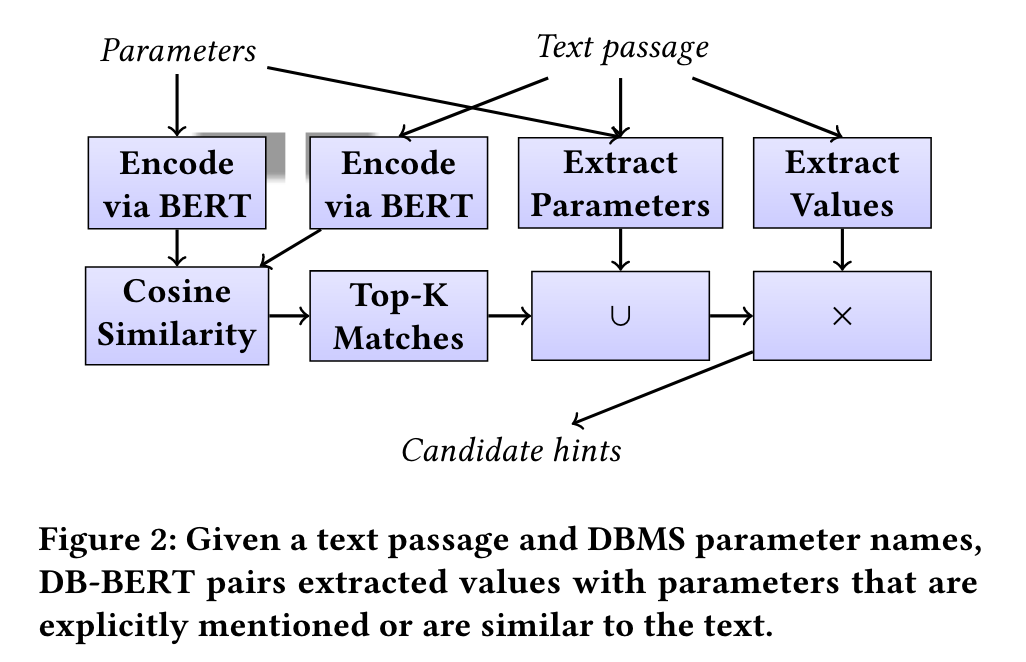 Parameters
Text passage
Encode
via BERT
Encode
via BERT
Extract
Parameters
Extract
Values
Cosine
Similarity
Top-K
Matches
∪
×
Candidate hints
Figure 2: Given a text passage and DBMS parameter names,
DB-BERT pairs extracted values with parameters that are
explicitly mentioned or are similar to the text.